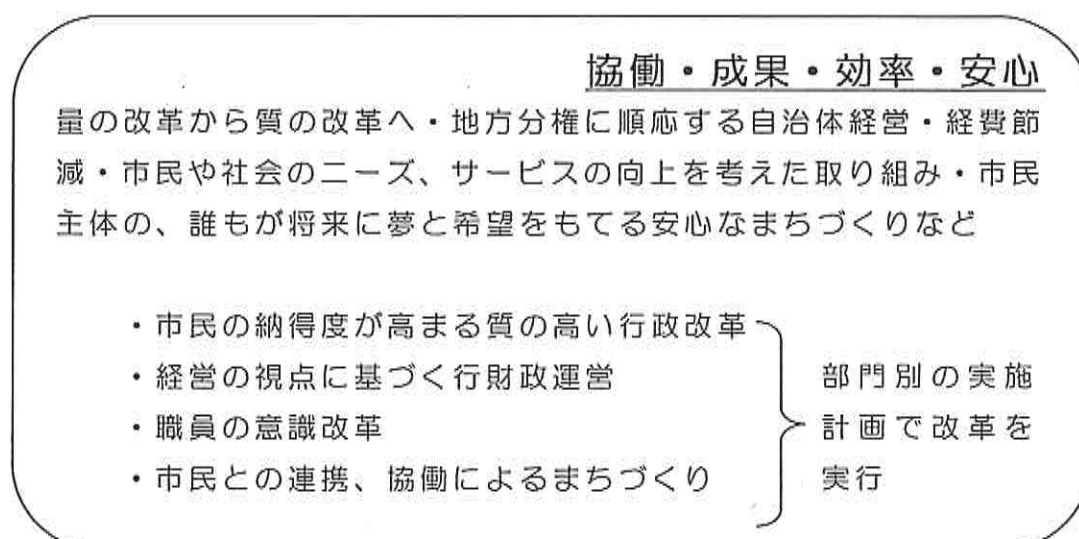 協働・成果・効率・安心
量の改革から質の改革へ・地方分権に順応する自治体経営・経費節
減・市民や社会のニーズ、サービスの向上を考えた取り組み・市民
主体の、誰もが将来に夢と希望をもてる安心なまちづくりなど
・市民の納得度が高まる質の高い行政改革
・経営の視点に基づく行財政運営
・職員の意識改革
・市民との連携、協働によるまちづくり
部門別の実施
計画で改革を
実行